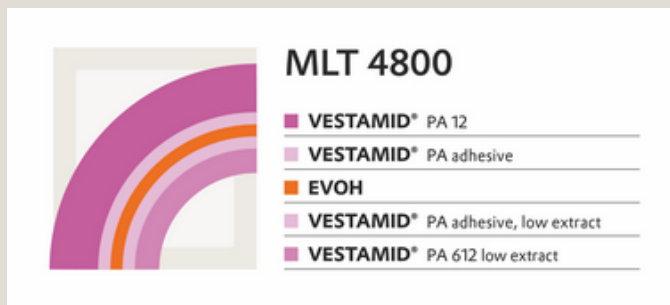 MLT 4800
VESTAMID® PA 12
VESTAMID® PA adhesive
EVOH
VESTAMID® PA adhesive, low extract
VESTAMID® PA 612 low extract